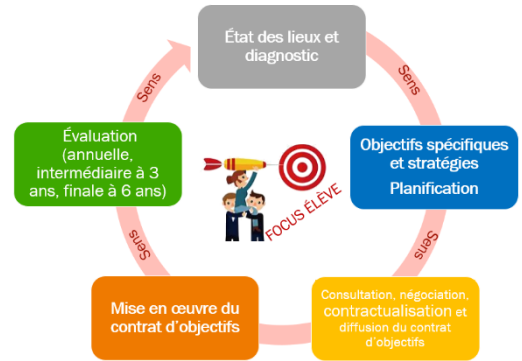 État des lieux et
diagnostic
Sens
Objectifs spécifiques
et stratégies
Planification
Sens
Consultation, négociation,
contractualisation et
diffusion du contrat
d'objectifs
Mise en œuvre du
contrat d'objectifs
Sens
Évaluation
(annuelle,
intermédiaire à 3
ans, finale à 6 ans)
Sens
FOCUS ÉLÈVE